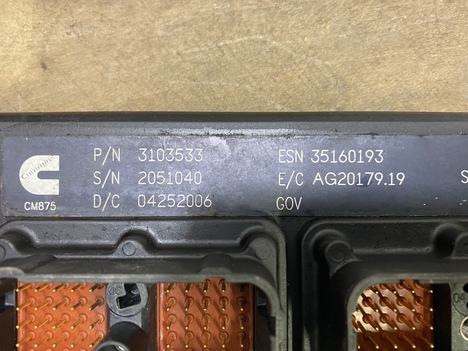 P/N 3103533 ESN 35160193
Cummins S/N 2051040 E/C AG20179.19 S
CM875 D/C 04252006 GOV